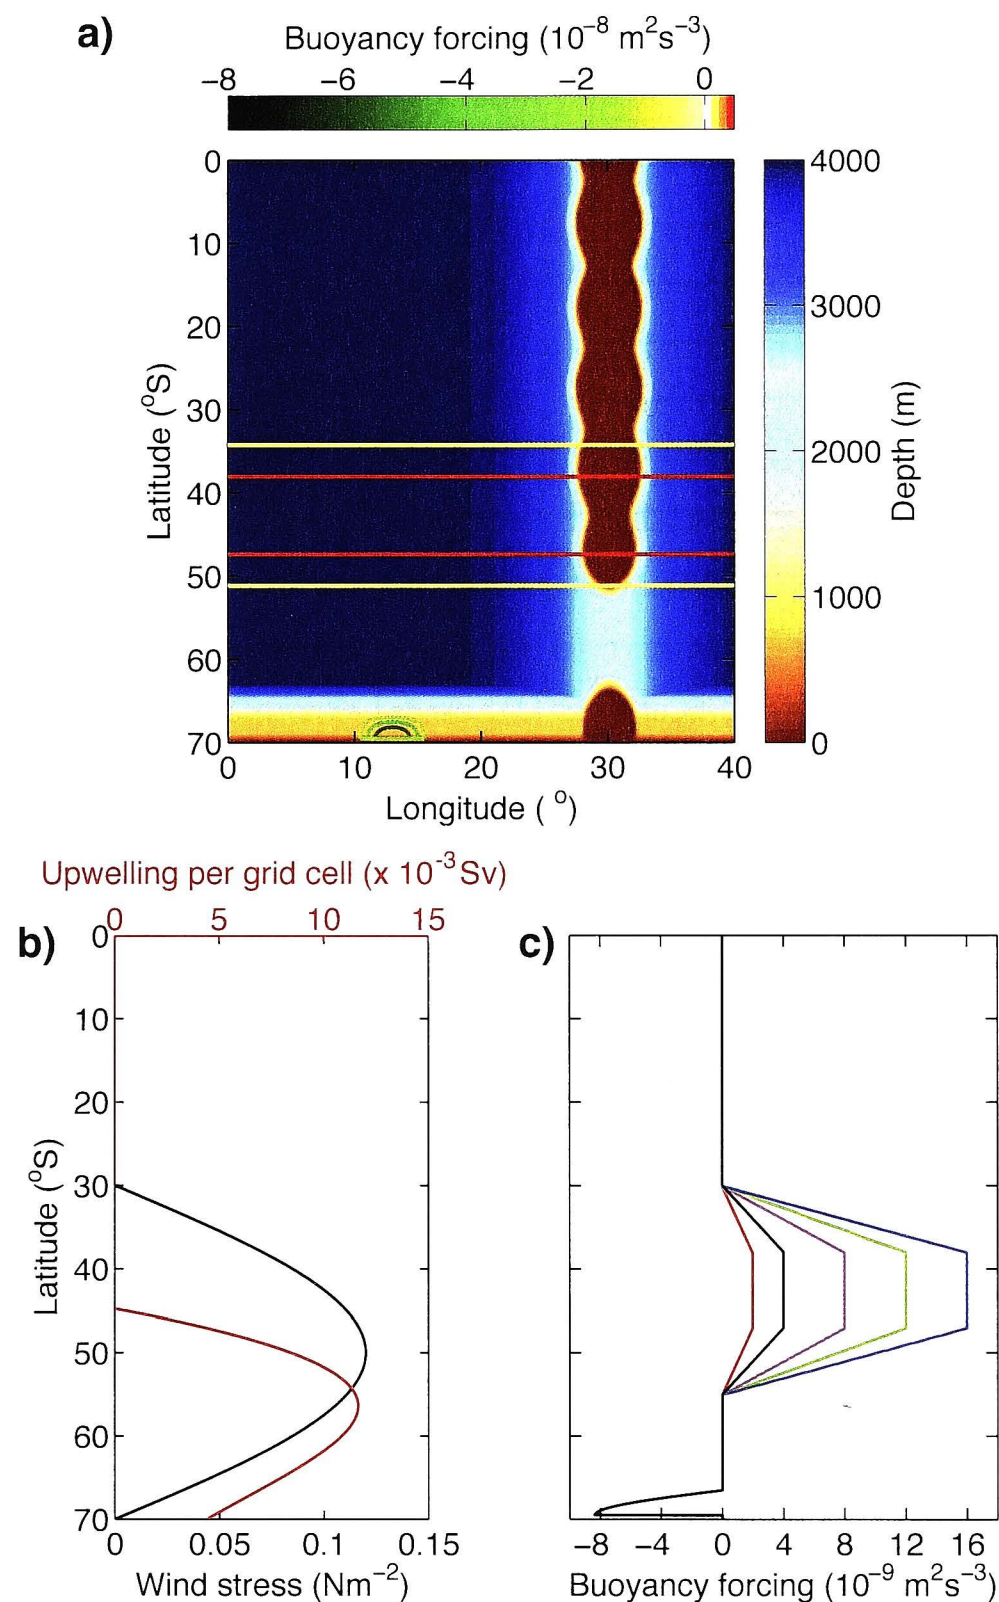 a)
Buoyancy forcing (10⁻⁸ m²s⁻³)
−8 −6 −4 −2 0
0
10
20
30
40
50
60
70
Latitude (°S)
0 10 20 30 40
Longitude ( °)
4000
3000
2000
1000
0
Depth (m)
Upwelling per grid cell (x 10⁻³ Sv)
0 5 10 15
b)
0
10
20
30
40
50
60
70
Latitude (°S)
0 0.05 0.1 0.15
Wind stress (Nm⁻²)
c)
−8 −4 0 4 8 12 16
Buoyancy forcing (10⁻⁹ m²s⁻³)